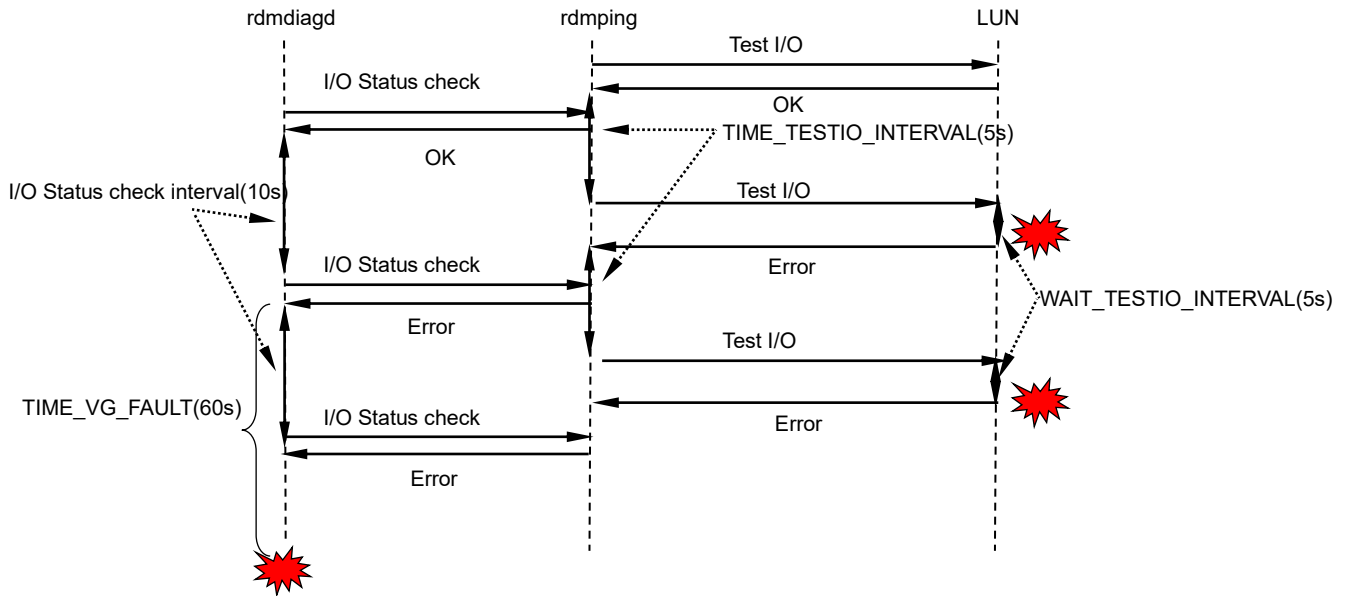 rdmdiagd
rdmping
LUN
Test I/O
I/O Status check
OK
TIME_TESTIO_INTERVAL(5s)
OK
I/O Status check interval(10s)
Test I/O
I/O Status check
Error
WAIT_TESTIO_INTERVAL(5s)
Error
Test I/O
TIME_VG_FAULT(60s)
I/O Status check
Error
Error